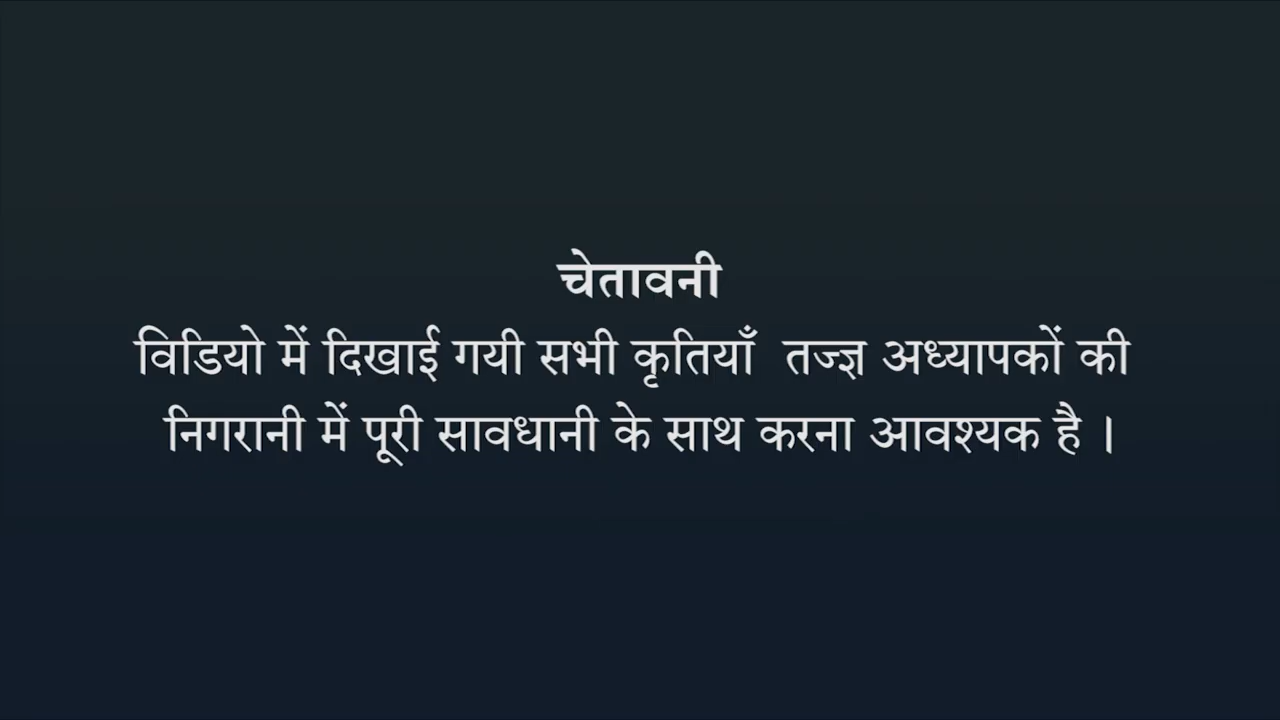 चेतावनी
विडियो में दिखाई गयी सभी कृतियाँ तज्ज्ञ अध्यापकों की
निगरानी में पूरी सावधानी के साथ करना आवश्यक है ।